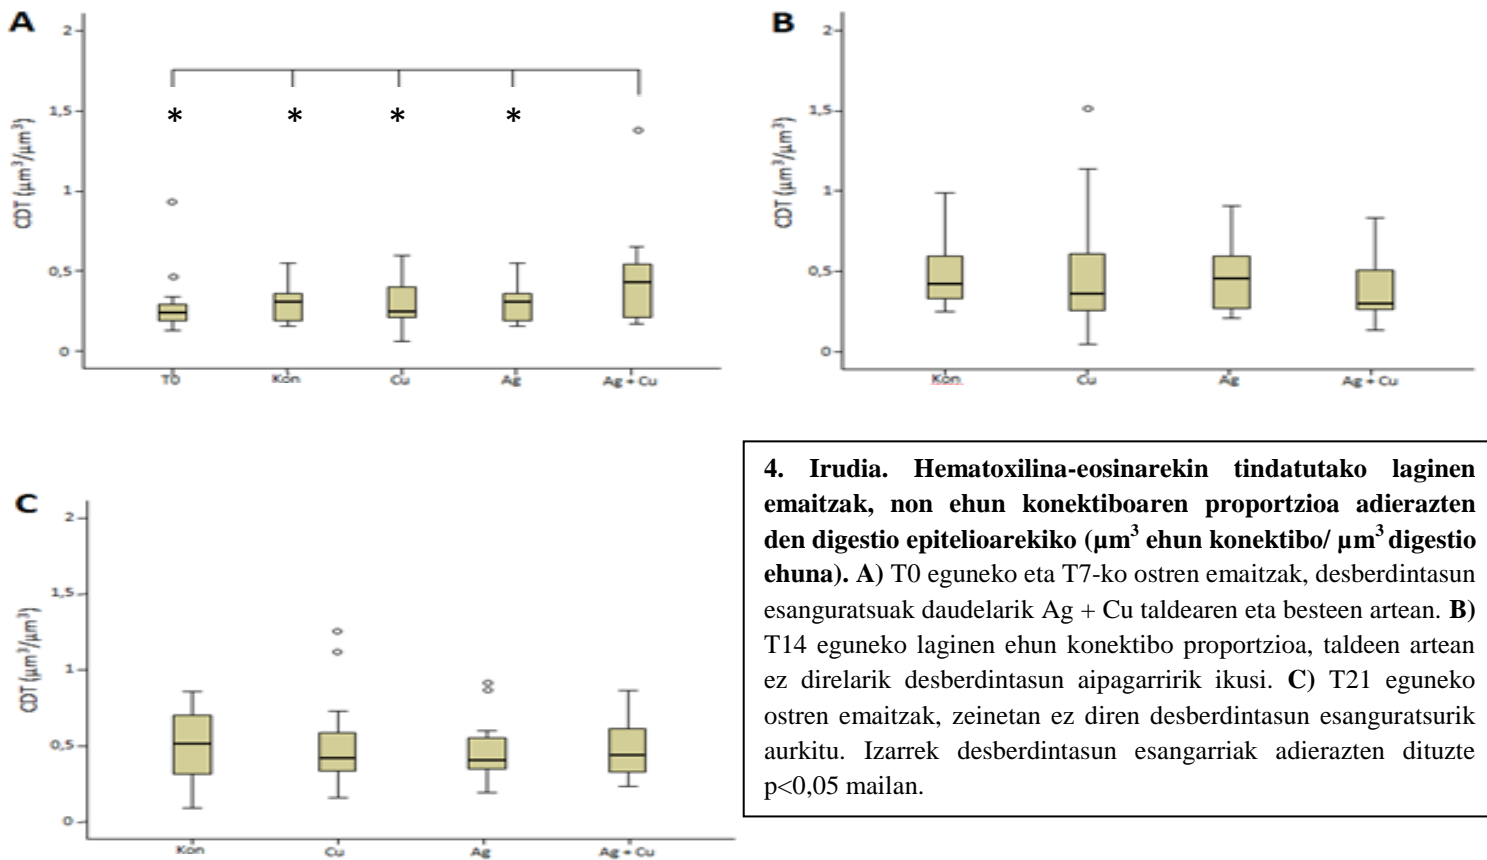 A
2
1,5
1
0,5
0
CDT (µm³/µm³)
* * * *
T0 Kon Cu Ag Ag + Cu
B
2
1,5
1
0,5
0
CDT (µm³/µm³)
Kon Cu Ag Ag + Cu
C
2
1,5
1
0,5
0
CDT (µm³/µm³)
Kon Cu Ag Ag + Cu
4. Irudia. Hematoxilina-eosinarekin tindatutako laginen
emaitzak, non ehun konektiboaren proportzioa adierazten
den digestio epitelioarekiko (µm³ ehun konektibo/ µm³ digestio
ehuna). A) T0 eguneko eta T7-ko ostren emaitzak, desberdintasun
esanguratsuak daudelarik Ag + Cu taldearen eta besteen artean. B)
T14 eguneko laginen ehun konektibo proportzioa, taldeen artean
ez direlarik desberdintasun aipagarririk ikusi. C) T21 eguneko
ostren emaitzak, zeinetan ez diren desberdintasun esanguratsurik
aurkitu. Izarrek desberdintasun esangarriak adierazten dituzte
p<0,05 mailan.